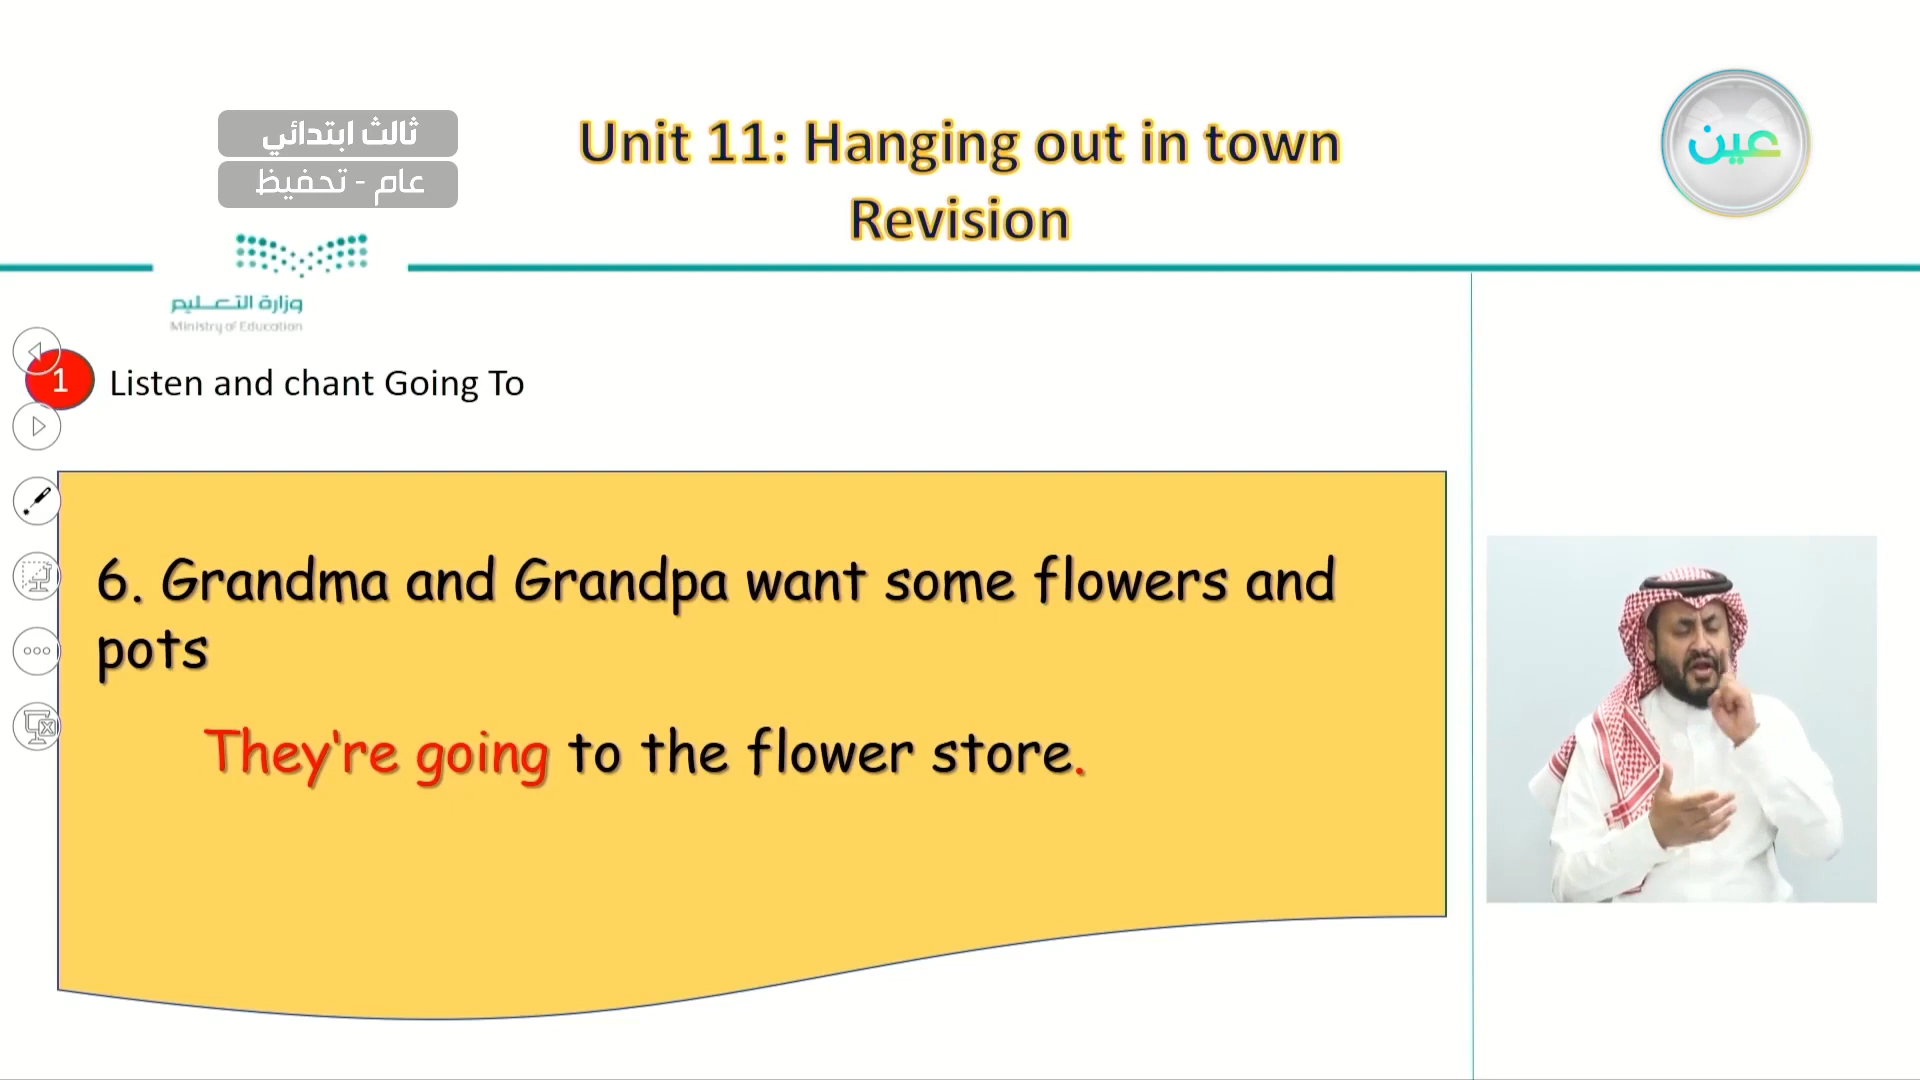 ثالث ابتدائي
عام - تحفيظ
Unit 11: Hanging out in town
Revision
عين
وزارة التعليم
Ministry of Education
1 Listen and chant Going To
6. Grandma and Grandpa want some flowers and
pots
They're going to the flower store.